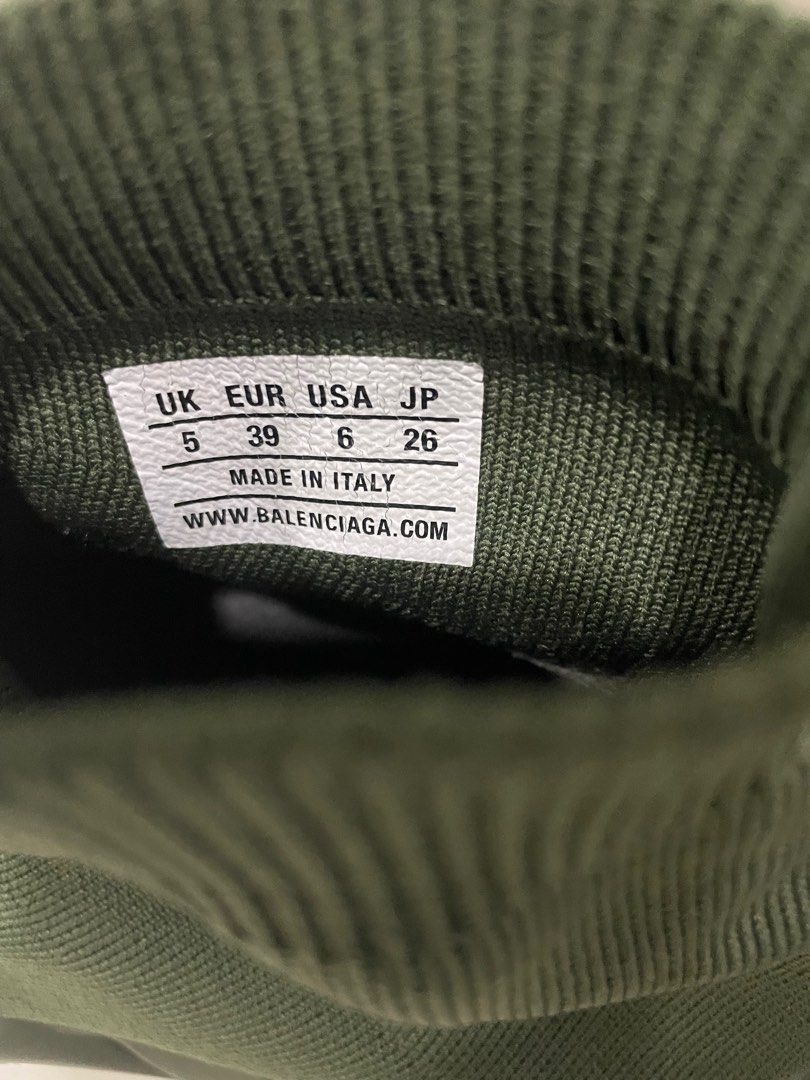 UK EUR USA JP
5 39 6 26
MADE IN ITALY
WWW.BALENCIAGA.COM